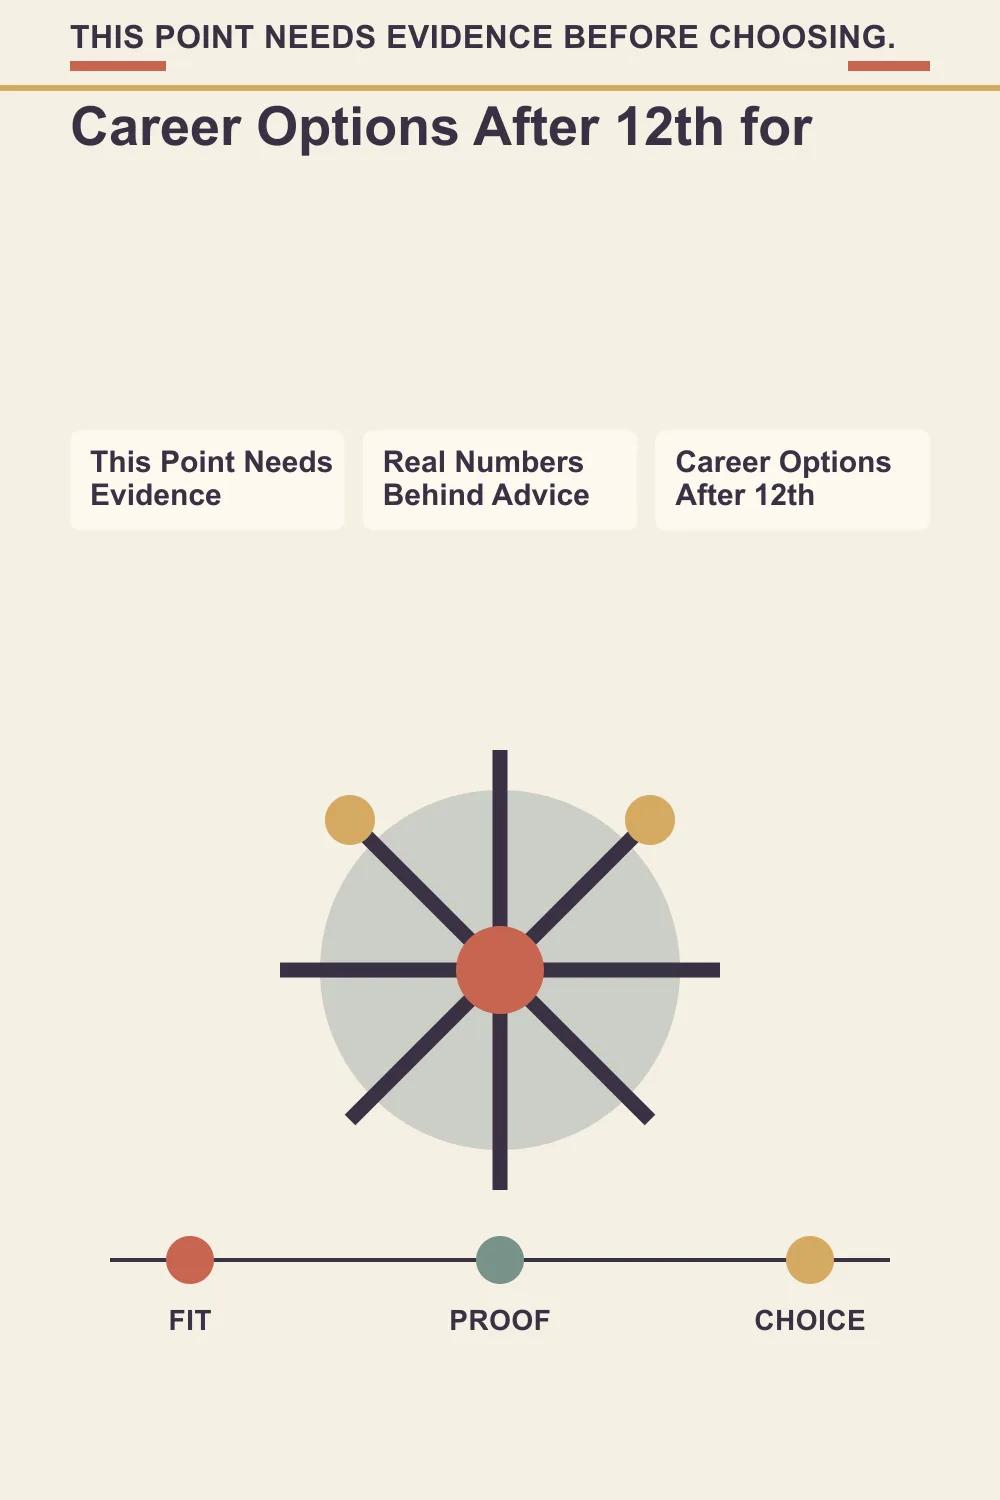 THIS POINT NEEDS EVIDENCE BEFORE CHOOSING.
Career Options After 12th for
This Point Needs
Evidence
Real Numbers
Behind Advice
Career Options
After 12th
FIT
PROOF
CHOICE